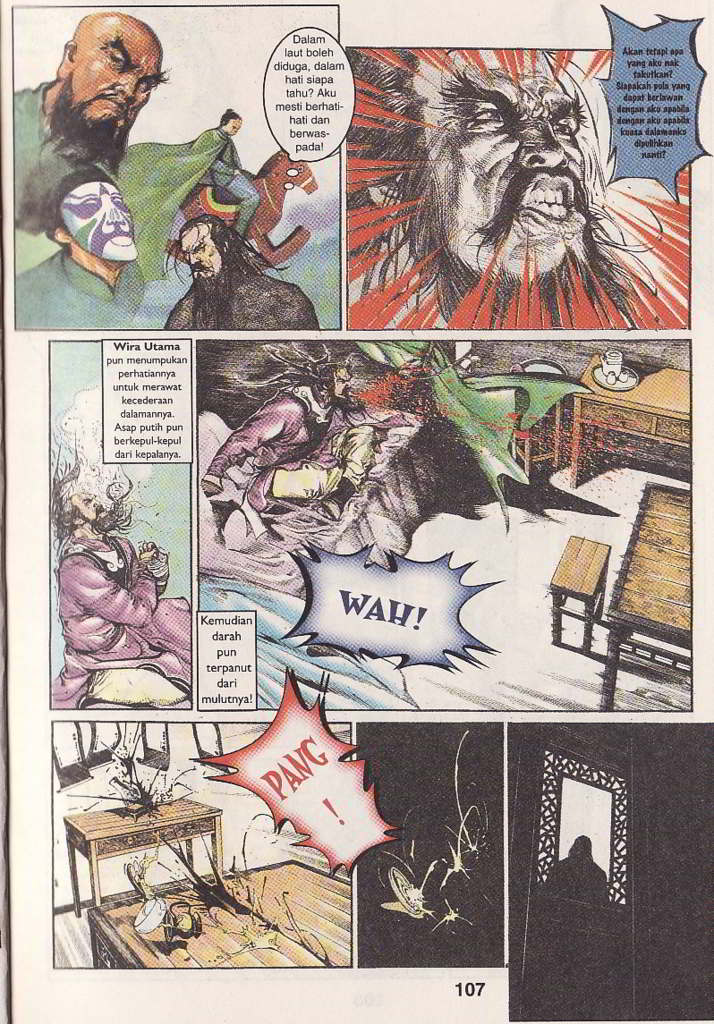 Dalam
laut boleh
diduga, dalam
hati siapa
tahu? Aku
mesti berhati-
hati dan
berwas-
pada!
Akan tetapi apa
yang aku nak
takutkan?
Siapakah pula yang
dapat berlawan
dengan aku apabila
dengan aku apabila
kuasa dalamanku
dipulihkan
nanti?
Wira Utama
pun menumpukan
perhatiannya
untuk merawat
kecederaan
dalamannya.
Asap putih pun
berkepul-kepul
dari kepalanya.
WAH!
Kemudian
darah
pun
terpanut
dari
mulutnya!
PANG
!
107